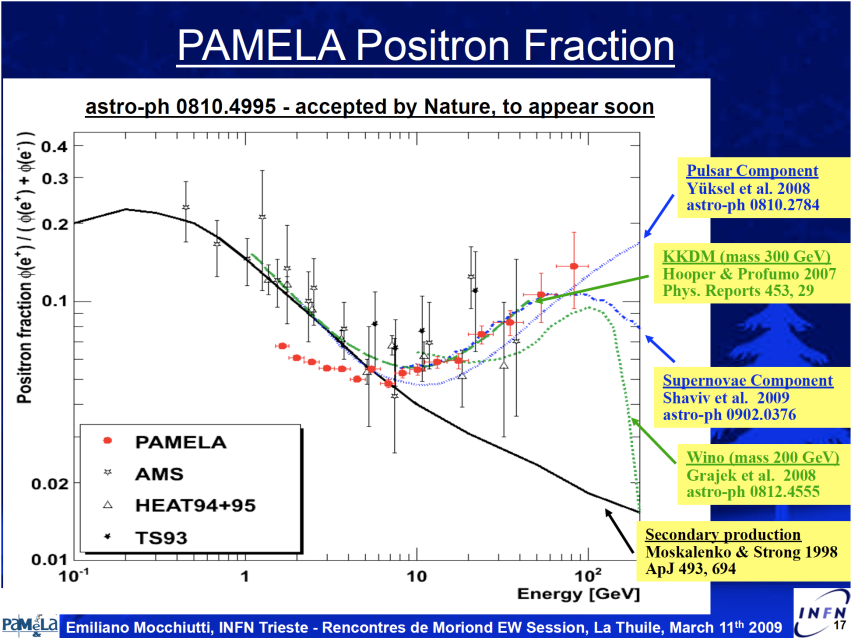 PAMELA Positron Fraction
astro-ph 0810.4995 - accepted by Nature, to appear soon
Positron fraction ϕ(e⁺) / ( ϕ(e⁺) + ϕ(e⁻) )
0.4
0.3
0.2
0.1
0.02
0.01
10⁻¹
1
10
10²
Energy [GeV]
PAMELA
AMS
HEAT94+95
TS93
Pulsar Component
Yüksel et al. 2008
astro-ph 0810.2784
KKDM (mass 300 GeV)
Hooper & Profumo 2007
Phys. Reports 453, 29
Supernovae Component
Shaviv et al. 2009
astro-ph 0902.0376
Wino (mass 200 GeV)
Grajek et al. 2008
astro-ph 0812.4555
Secondary production
Moskalenko & Strong 1998
ApJ 493, 694
PaMeLa
Emiliano Mocchiutti, INFN Trieste - Rencontres de Moriond EW Session, La Thuile, March 11th 2009
INFN
17